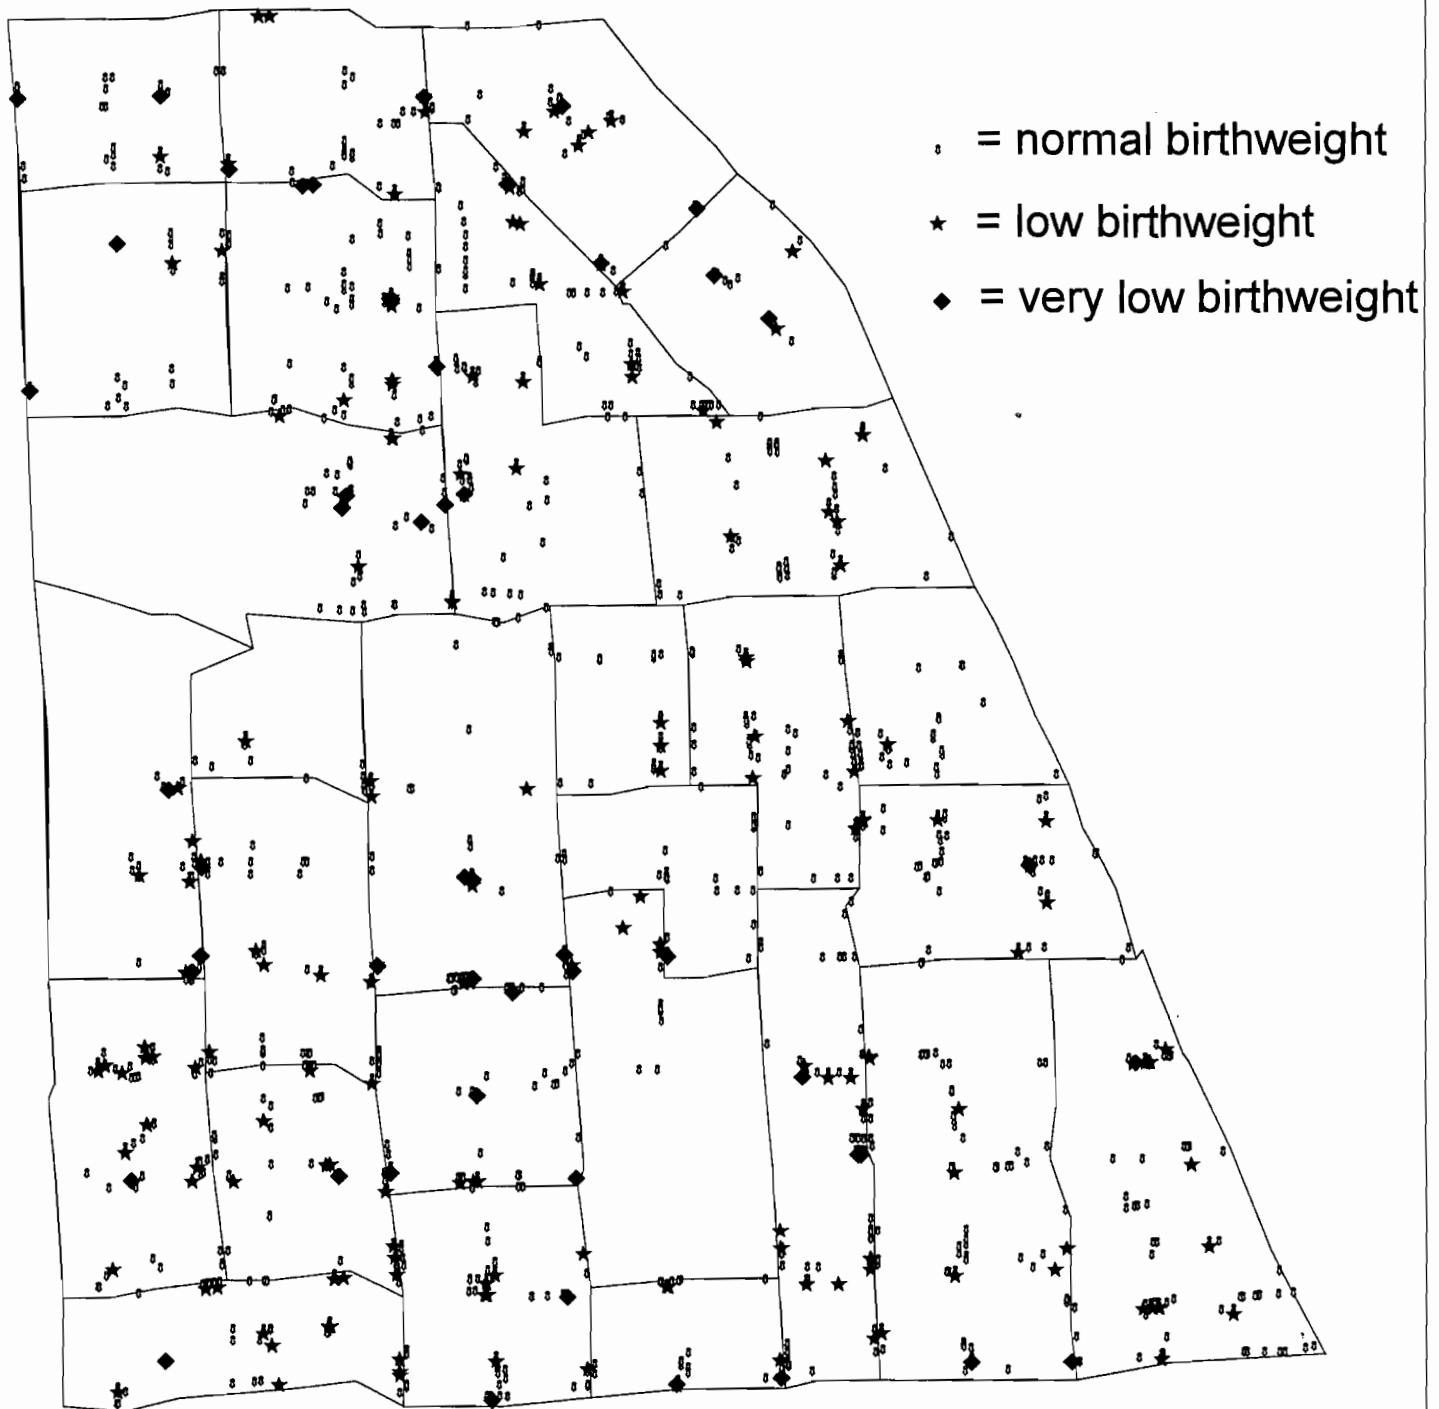 = normal birthweight
= low birthweight
= very low birthweight